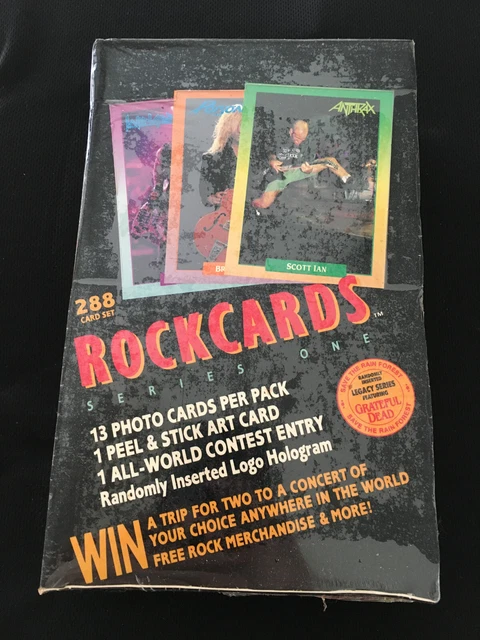 ANTHRAX
BR
SCOTT IAN
288
CARD SET
ROCKCARDS™
SERIES ONE
13 PHOTO CARDS PER PACK
1 PEEL & STICK ART CARD
1 ALL-WORLD CONTEST ENTRY
Randomly Inserted Logo Hologram
SAVE THE RAIN FOREST
RANDOMLY
INSERTED
LEGACY SERIES
FEATURING
GRATEFUL
DEAD
SAVE THE RAIN FOREST
WIN A TRIP FOR TWO TO A CONCERT OF
YOUR CHOICE ANYWHERE IN THE WORLD
FREE ROCK MERCHANDISE & MORE!